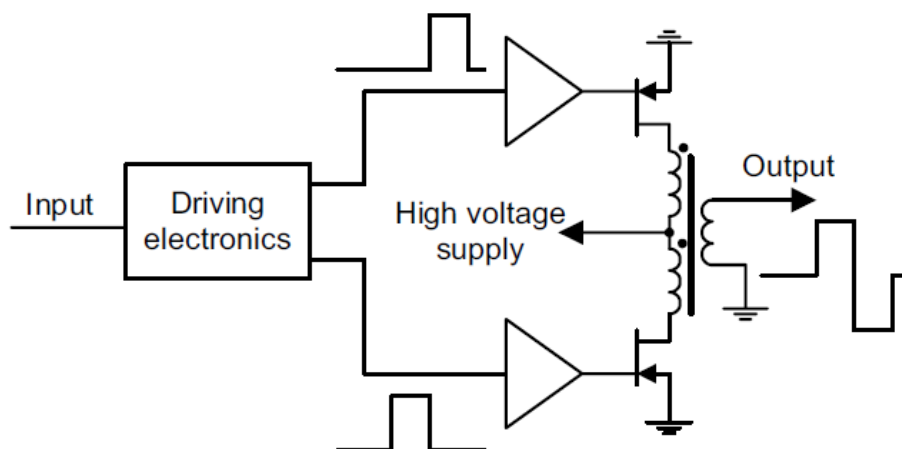 Input
Driving
electronics
High voltage
supply
Output